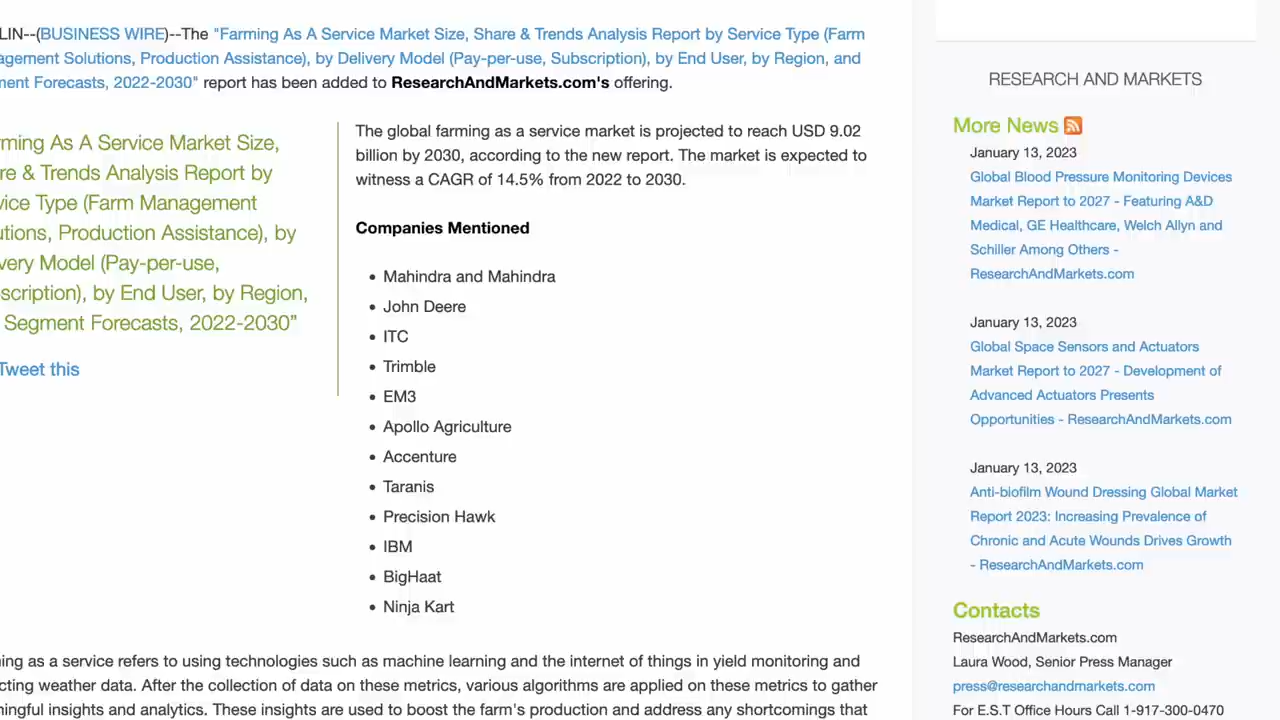 LIN--(BUSINESS WIRE)--The "Farming As A Service Market Size, Share & Trends Analysis Report by Service Type (Farm
agement Solutions, Production Assistance), by Delivery Model (Pay-per-use, Subscription), by End User, by Region, and
ment Forecasts, 2022-2030" report has been added to ResearchAndMarkets.com's offering.
rming As A Service Market Size,
re & Trends Analysis Report by
vice Type (Farm Management
utions, Production Assistance), by
very Model (Pay-per-use,
scription), by End User, by Region,
Segment Forecasts, 2022-2030"
Tweet this
The global farming as a service market is projected to reach USD 9.02
billion by 2030, according to the new report. The market is expected to
witness a CAGR of 14.5% from 2022 to 2030.
Companies Mentioned
• Mahindra and Mahindra
• John Deere
• ITC
• Trimble
• EM3
• Apollo Agriculture
• Accenture
• Taranis
• Precision Hawk
• IBM
• BigHaat
• Ninja Kart
ing as a service refers to using technologies such as machine learning and the internet of things in yield monitoring and
cting weather data. After the collection of data on these metrics, various algorithms are applied on these metrics to gather
ningful insights and analytics. These insights are used to boost the farm's production and address any shortcomings that
RESEARCH AND MARKETS
More News
January 13, 2023
Global Blood Pressure Monitoring Devices
Market Report to 2027 - Featuring A&D
Medical, GE Healthcare, Welch Allyn and
Schiller Among Others -
ResearchAndMarkets.com
January 13, 2023
Global Space Sensors and Actuators
Market Report to 2027 - Development of
Advanced Actuators Presents
Opportunities - ResearchAndMarkets.com
January 13, 2023
Anti-biofilm Wound Dressing Global Market
Report 2023: Increasing Prevalence of
Chronic and Acute Wounds Drives Growth
- ResearchAndMarkets.com
Contacts
ResearchAndMarkets.com
Laura Wood, Senior Press Manager
press@researchandmarkets.com
For E.S.T Office Hours Call 1-917-300-0470